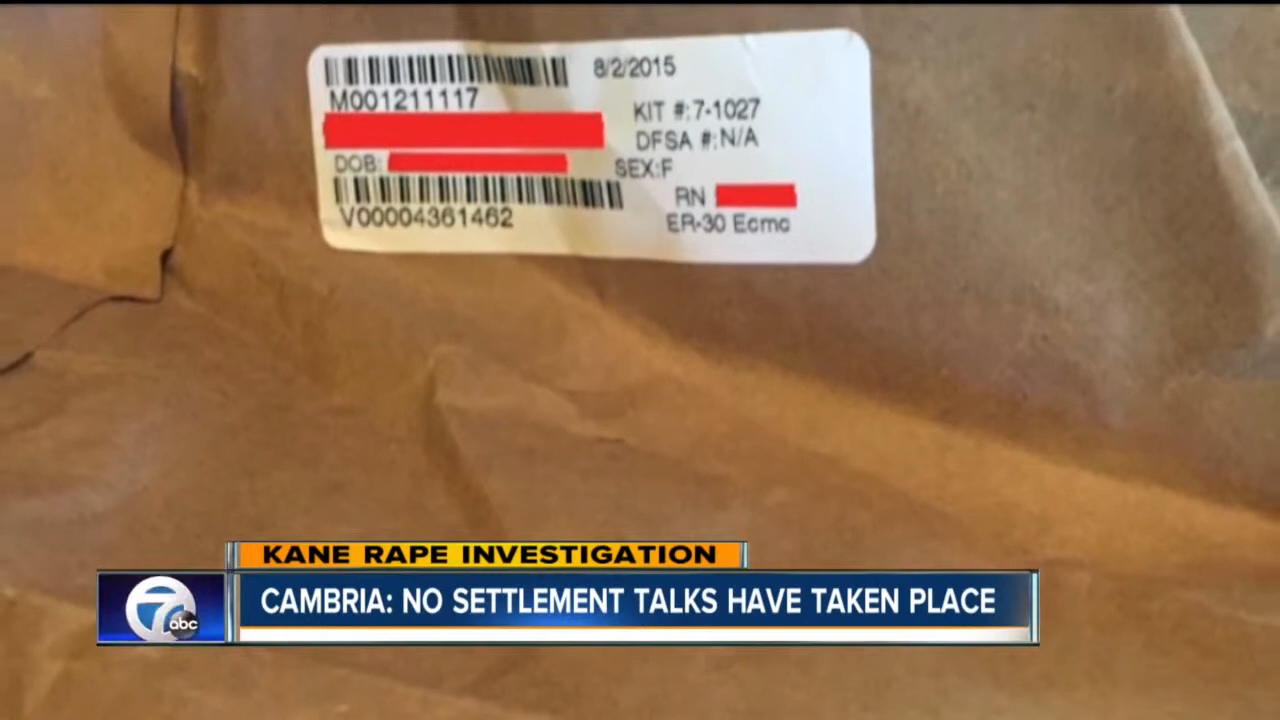 8/2/2015
M001211117
KIT #:7-1027
DFSA #:N/A
DOB:
SEX:F
RN
V00004361462
ER-30 Ecmc
KANE RAPE INVESTIGATION
7 abc
CAMBRIA: NO SETTLEMENT TALKS HAVE TAKEN PLACE